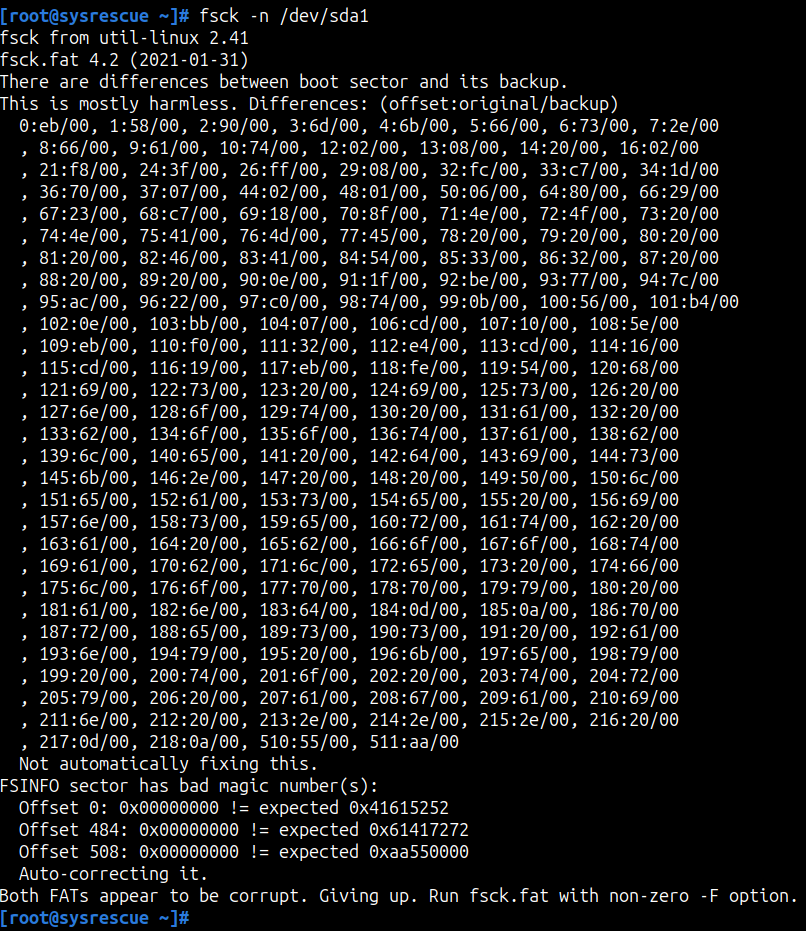 [root@sysrescue ~]# fsck -n /dev/sda1
fsck from util-linux 2.41
fsck.fat 4.2 (2021-01-31)
There are differences between boot sector and its backup.
This is mostly harmless. Differences: (offset:original/backup)
  0:eb/00, 1:58/00, 2:90/00, 3:6d/00, 4:6b/00, 5:66/00, 6:73/00, 7:2e/00
  , 8:66/00, 9:61/00, 10:74/00, 12:02/00, 13:08/00, 14:20/00, 16:02/00
  , 21:f8/00, 24:3f/00, 26:ff/00, 29:08/00, 32:fc/00, 33:c7/00, 34:1d/00
  , 36:70/00, 37:07/00, 44:02/00, 48:01/00, 50:06/00, 64:80/00, 66:29/00
  , 67:23/00, 68:c7/00, 69:18/00, 70:8f/00, 71:4e/00, 72:4f/00, 73:20/00
  , 74:4e/00, 75:41/00, 76:4d/00, 77:45/00, 78:20/00, 79:20/00, 80:20/00
  , 81:20/00, 82:46/00, 83:41/00, 84:54/00, 85:33/00, 86:32/00, 87:20/00
  , 88:20/00, 89:20/00, 90:0e/00, 91:1f/00, 92:be/00, 93:77/00, 94:7c/00
  , 95:ac/00, 96:22/00, 97:c0/00, 98:74/00, 99:0b/00, 100:56/00, 101:b4/00
  , 102:0e/00, 103:bb/00, 104:07/00, 106:cd/00, 107:10/00, 108:5e/00
  , 109:eb/00, 110:f0/00, 111:32/00, 112:e4/00, 113:cd/00, 114:16/00
  , 115:cd/00, 116:19/00, 117:eb/00, 118:fe/00, 119:54/00, 120:68/00
  , 121:69/00, 122:73/00, 123:20/00, 124:69/00, 125:73/00, 126:20/00
  , 127:6e/00, 128:6f/00, 129:74/00, 130:20/00, 131:61/00, 132:20/00
  , 133:62/00, 134:6f/00, 135:6f/00, 136:74/00, 137:61/00, 138:62/00
  , 139:6c/00, 140:65/00, 141:20/00, 142:64/00, 143:69/00, 144:73/00
  , 145:6b/00, 146:2e/00, 147:20/00, 148:20/00, 149:50/00, 150:6c/00
  , 151:65/00, 152:61/00, 153:73/00, 154:65/00, 155:20/00, 156:69/00
  , 157:6e/00, 158:73/00, 159:65/00, 160:72/00, 161:74/00, 162:20/00
  , 163:61/00, 164:20/00, 165:62/00, 166:6f/00, 167:6f/00, 168:74/00
  , 169:61/00, 170:62/00, 171:6c/00, 172:65/00, 173:20/00, 174:66/00
  , 175:6c/00, 176:6f/00, 177:70/00, 178:70/00, 179:79/00, 180:20/00
  , 181:61/00, 182:6e/00, 183:64/00, 184:0d/00, 185:0a/00, 186:70/00
  , 187:72/00, 188:65/00, 189:73/00, 190:73/00, 191:20/00, 192:61/00
  , 193:6e/00, 194:79/00, 195:20/00, 196:6b/00, 197:65/00, 198:79/00
  , 199:20/00, 200:74/00, 201:6f/00, 202:20/00, 203:74/00, 204:72/00
  , 205:79/00, 206:20/00, 207:61/00, 208:67/00, 209:61/00, 210:69/00
  , 211:6e/00, 212:20/00, 213:2e/00, 214:2e/00, 215:2e/00, 216:20/00
  , 217:0d/00, 218:0a/00, 510:55/00, 511:aa/00
  Not automatically fixing this.
FSINFO sector has bad magic number(s):
  Offset 0: 0x00000000 != expected 0x41615252
  Offset 484: 0x00000000 != expected 0x61417272
  Offset 508: 0x00000000 != expected 0xaa550000
  Auto-correcting it.
Both FATs appear to be corrupt. Giving up. Run fsck.fat with non-zero -F option.
[root@sysrescue ~]#